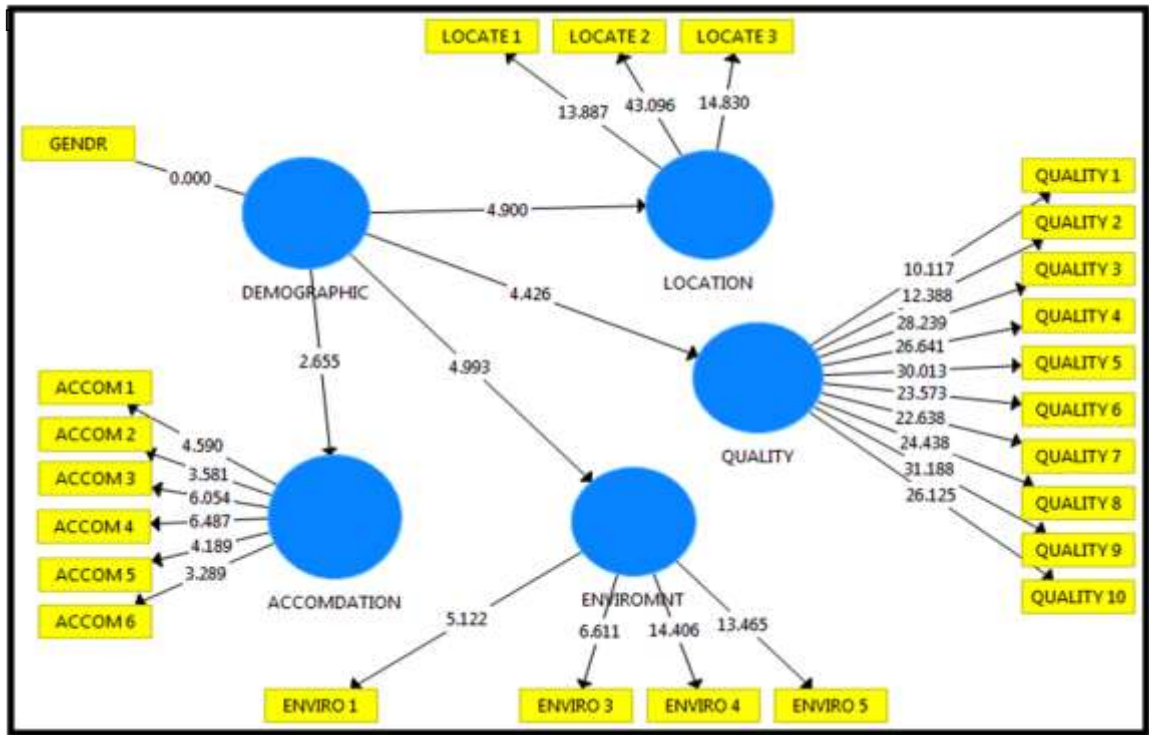 LOCATE 1
LOCATE 2
LOCATE 3
13.887
43.096
14.830
GENDR
0.000
DEMOGRAPHIC
4.900
LOCATION
4.426
2.655
4.993
QUALITY
QUALITY 1
QUALITY 2
QUALITY 3
QUALITY 4
QUALITY 5
QUALITY 6
QUALITY 7
QUALITY 8
QUALITY 9
QUALITY 10
10.117
12.388
28.239
26.641
30.013
23.573
22.638
24.438
31.188
26.125
ACCOM 1
ACCOM 2
ACCOM 3
ACCOM 4
ACCOM 5
ACCOM 6
4.590
3.581
6.054
6.487
4.189
3.289
ACCOMDATION
ENVIROMNT
5.122
6.611
14.406
13.465
ENVIRO 1
ENVIRO 3
ENVIRO 4
ENVIRO 5